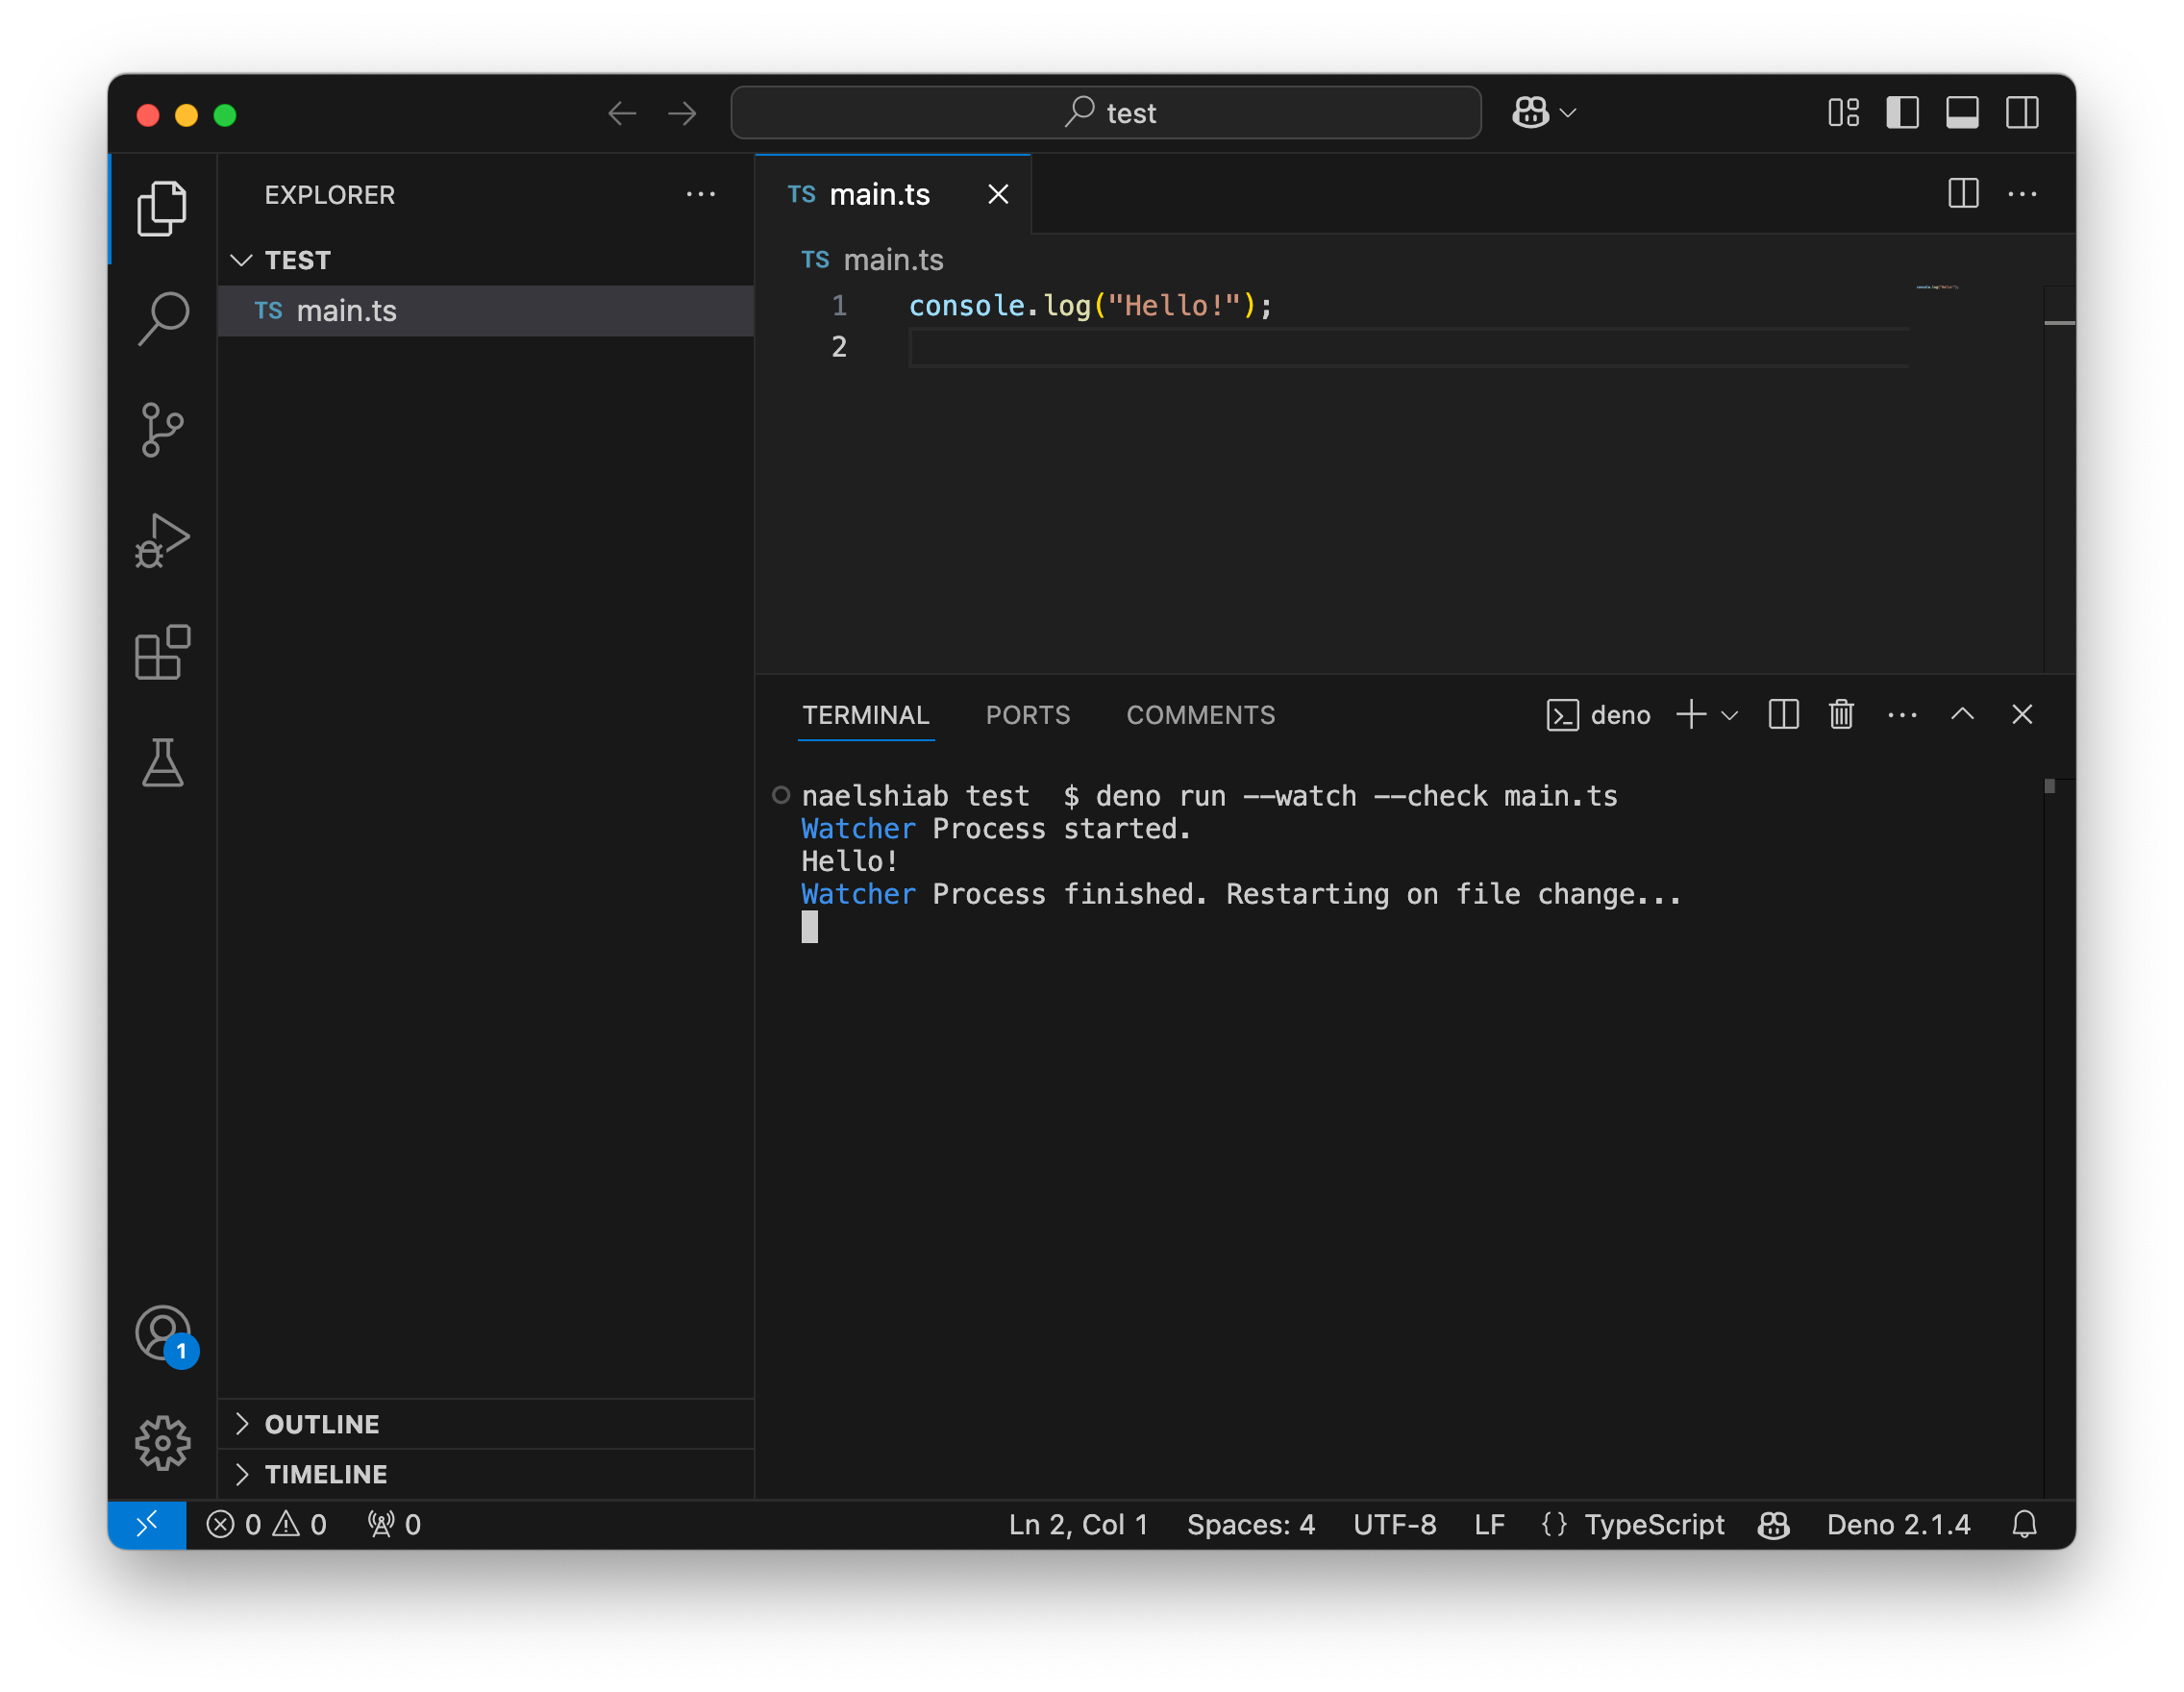 test
EXPLORER
TEST
TS main.ts
TS main.ts
TS main.ts
1 console.log("Hello!");
2
TERMINAL PORTS COMMENTS deno
naelshiab test  $ deno run --watch --check main.ts
Watcher Process started.
Hello!
Watcher Process finished. Restarting on file change...
1
OUTLINE
TIMELINE
0 0 0 Ln 2, Col 1 Spaces: 4 UTF-8 LF {} TypeScript Deno 2.1.4